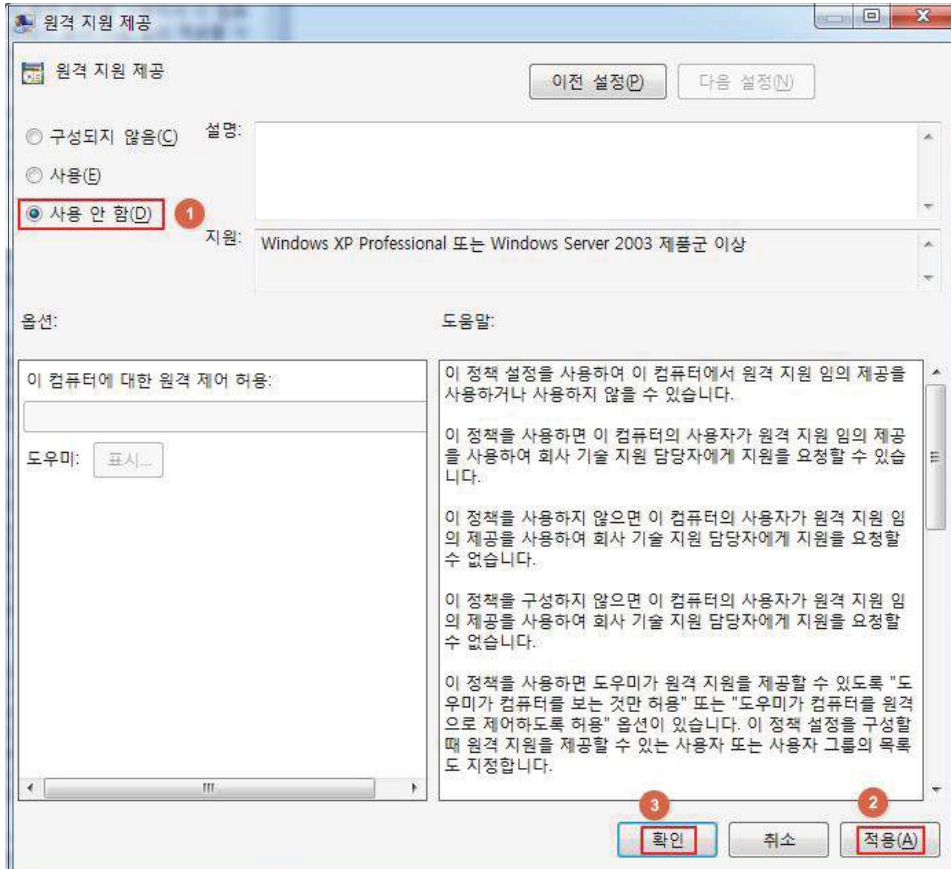 원격 지원 제공
원격 지원 제공
이전 설정(P)
다음 설정(N)
구성되지 않음(C)
설명:
사용(E)
사용 안 함(D)
1
지원:
Windows XP Professional 또는 Windows Server 2003 제품군 이상
옵션:
도움말:
이 컴퓨터에 대한 원격 제어 허용:
도우미:
표시...
이 정책 설정을 사용하여 이 컴퓨터에서 원격 지원 임의 제공을
사용하거나 사용하지 않을 수 있습니다.
이 정책을 사용하면 이 컴퓨터의 사용자가 원격 지원 임의 제공
을 사용하여 회사 기술 지원 담당자에게 지원을 요청할 수 있습
니다.
이 정책을 사용하지 않으면 이 컴퓨터의 사용자가 원격 지원 임
의 제공을 사용하여 회사 기술 지원 담당자에게 지원을 요청할
수 없습니다.
이 정책을 구성하지 않으면 이 컴퓨터의 사용자가 원격 지원 임
의 제공을 사용하여 회사 기술 지원 담당자에게 지원을 요청할
수 없습니다.
이 정책을 사용하면 도우미가 원격 지원을 제공할 수 있도록 "도
우미가 컴퓨터를 보는 것만 허용" 또는 "도우미가 컴퓨터를 원격
으로 제어하도록 허용" 옵션이 있습니다. 이 정책 설정을 구성할
때 원격 지원을 제공할 수 있는 사용자 또는 사용자 그룹의 목록
도 지정합니다.
3
2
확인
취소
적용(A)